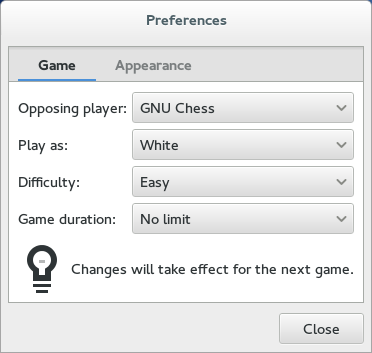 Preferences
Game Appearance
Opposing player: GNU Chess
Play as: White
Difficulty: Easy
Game duration: No limit
Changes will take effect for the next game.
Close